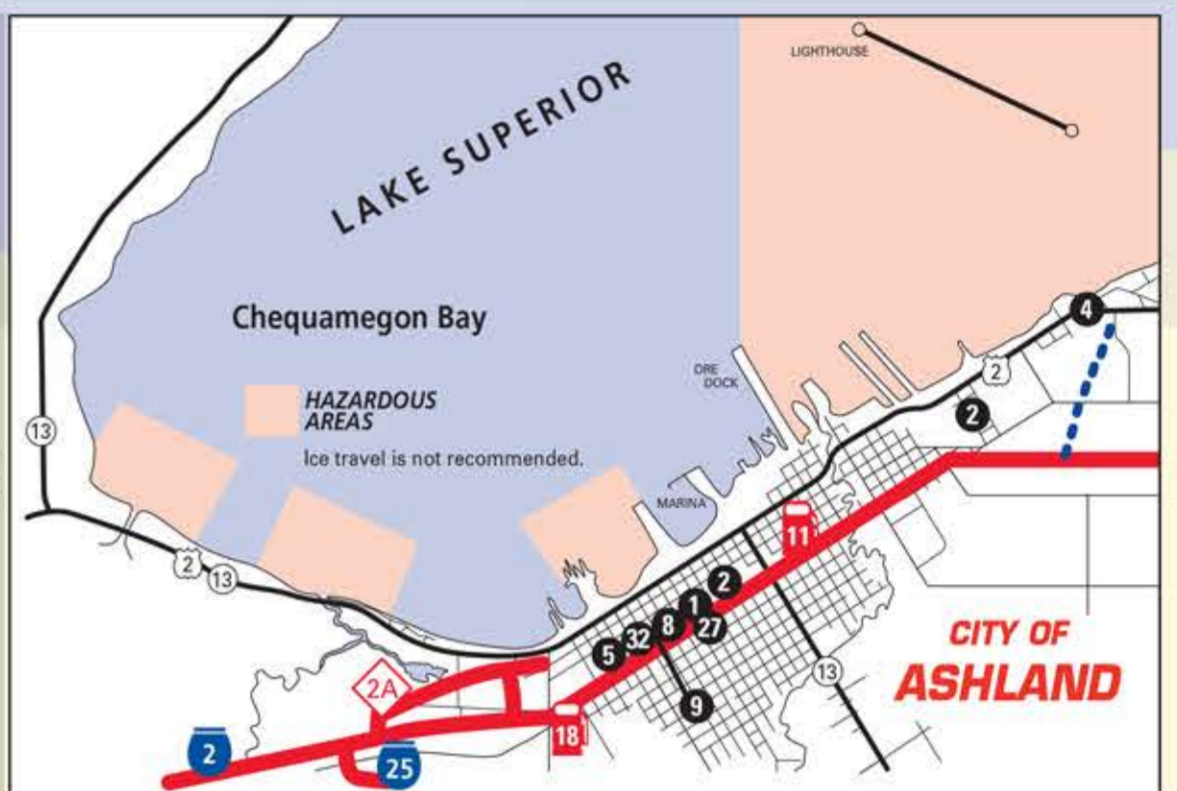 LIGHTHOUSE
LAKE SUPERIOR
4
Chequamegon Bay
2
ORE
DOCK
HAZARDOUS
AREAS
2
13
Ice travel is not recommended.
MARINA
11
2
13
2
1
8
27
32
5
CITY OF
ASHLAND
13
2A
9
18
2
25